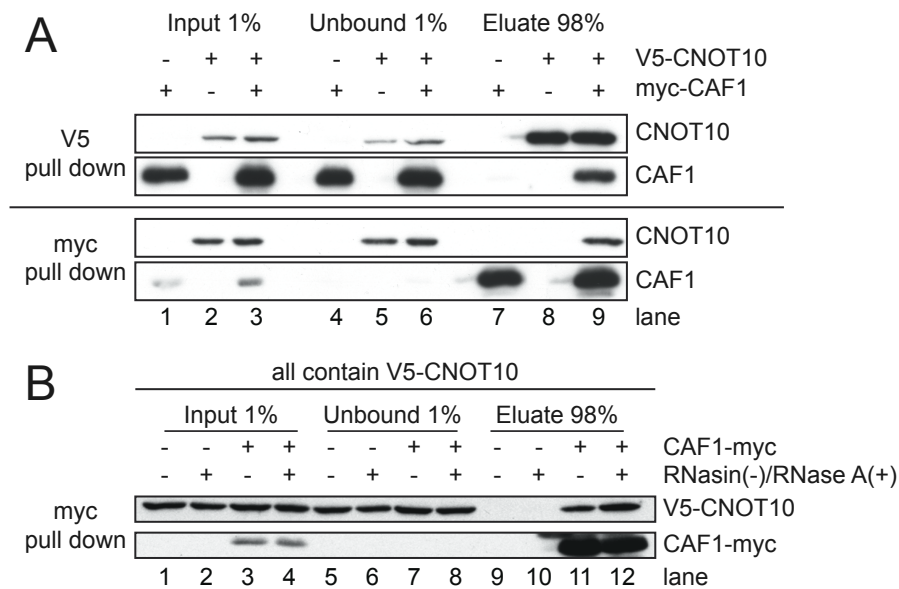 A
Input 1% Unbound 1% Eluate 98%
- + + - + + - + + V5-CNOT10
+ - + + - + + - + myc-CAF1
V5
pull down
CNOT10
CAF1
myc
pull down
CNOT10
CAF1
1 2 3 4 5 6 7 8 9 lane
B
all contain V5-CNOT10
Input 1% Unbound 1% Eluate 98%
- - + + - - + + - - + + CAF1-myc
- + - + - + - + - + - + RNasin(-)/RNase A(+)
myc
pull down
V5-CNOT10
CAF1-myc
1 2 3 4 5 6 7 8 9 10 11 12 lane